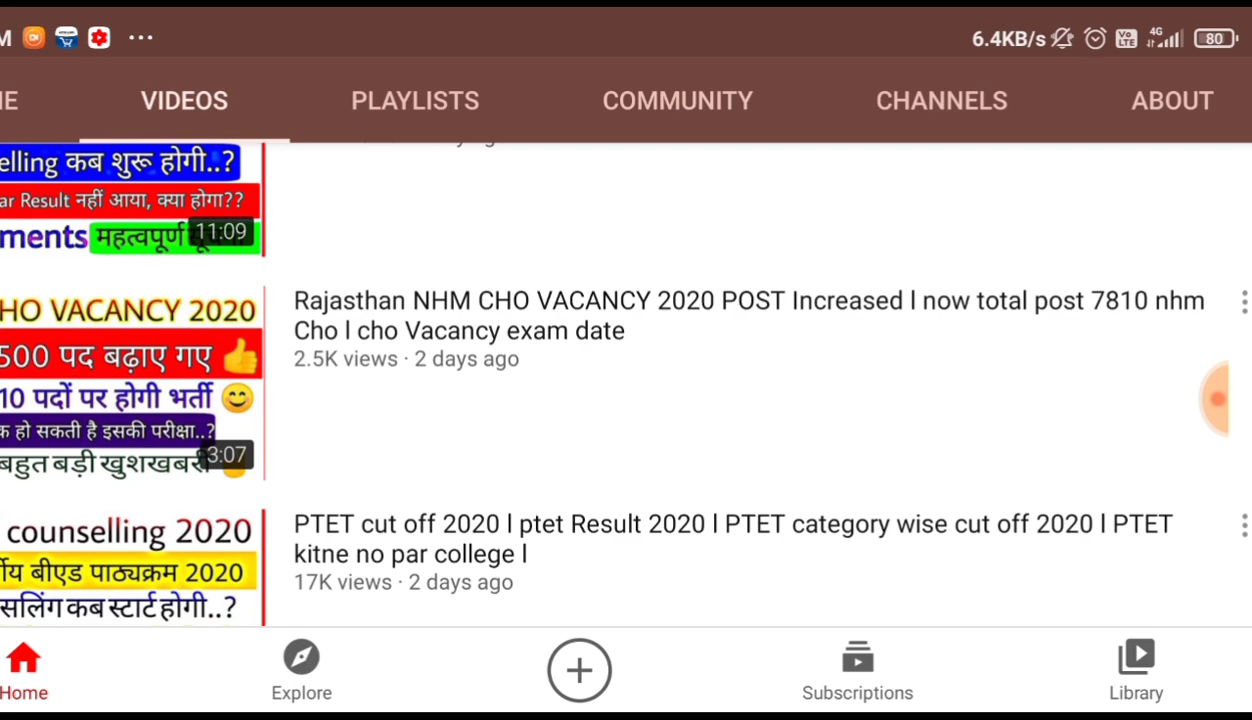 6.4KB/s 4G 80
VIDEOS PLAYLISTS COMMUNITY CHANNELS ABOUT
elling कब शुरू होगी..?
ar Result नहीं आया, क्या होगा??
ments महत्वपूर्ण 11:09
HO VACANCY 2020
500 पद बढ़ाए गए
10 पदों पर होगी भर्ती
क हो सकती है इसकी परीक्षा..?
बहुत बड़ी खुशखबरी 3:07
Rajasthan NHM CHO VACANCY 2020 POST Increased l now total post 7810 nhm
Cho l cho Vacancy exam date
2.5K views · 2 days ago
counselling 2020
र्षीय बीएड पाठ्यक्रम 2020
सलिंग कब स्टार्ट होगी..?
PTET cut off 2020 l ptet Result 2020 l PTET category wise cut off 2020 l PTET
kitne no par college l
17K views · 2 days ago
Home Explore Subscriptions Library